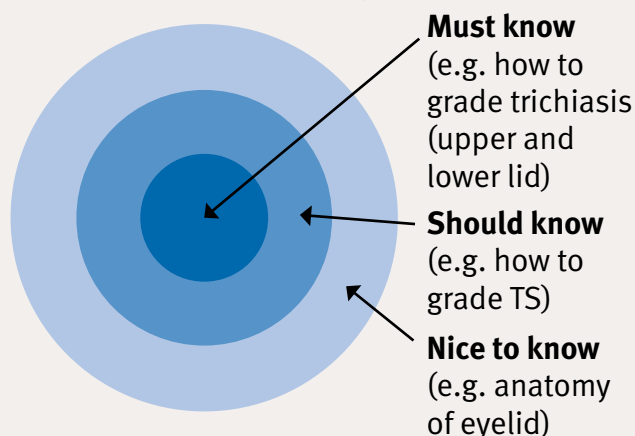 Must know
(e.g. how to
grade trichiasis
(upper and
lower lid)
Should know
(e.g. how to
grade TS)
Nice to know
(e.g. anatomy
of eyelid)